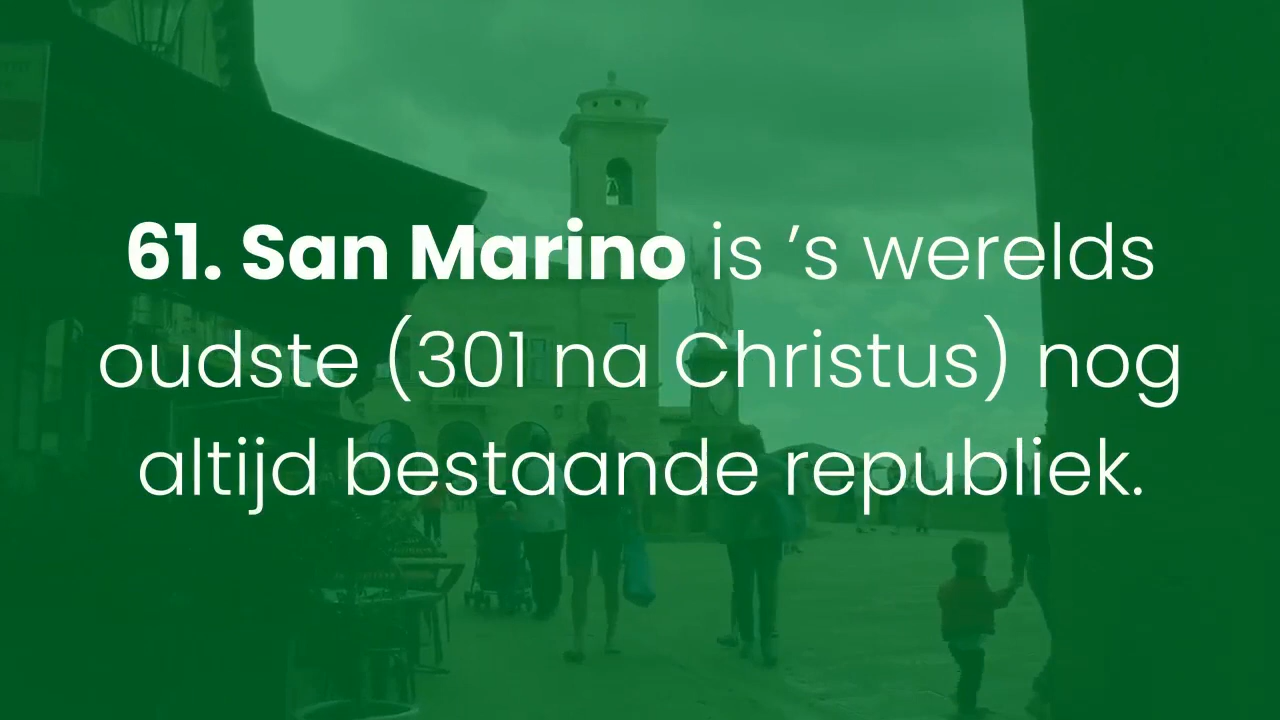 61. San Marino is ’s werelds
oudste (301 na Christus) nog
altijd bestaande republiek.